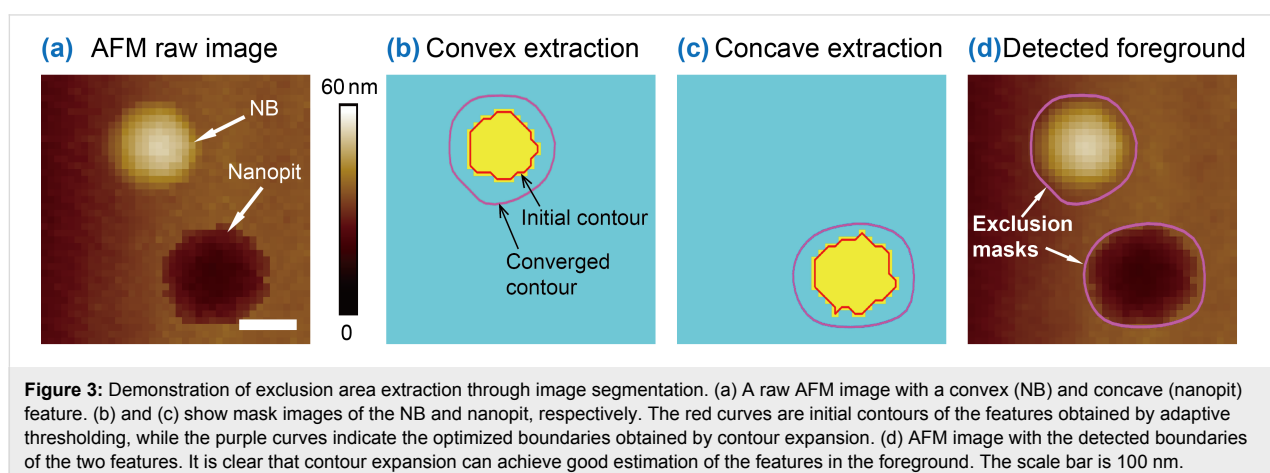 (a) AFM raw image
(b) Convex extraction
(c) Concave extraction
(d) Detected foreground
60 nm
0
NB
Nanopit
Initial contour
Converged
contour
Exclusion
masks
Figure 3: Demonstration of exclusion area extraction through image segmentation. (a) A raw AFM image with a convex (NB) and concave (nanopit)
feature. (b) and (c) show mask images of the NB and nanopit, respectively. The red curves are initial contours of the features obtained by adaptive
thresholding, while the purple curves indicate the optimized boundaries obtained by contour expansion. (d) AFM image with the detected boundaries
of the two features. It is clear that contour expansion can achieve good estimation of the features in the foreground. The scale bar is 100 nm.